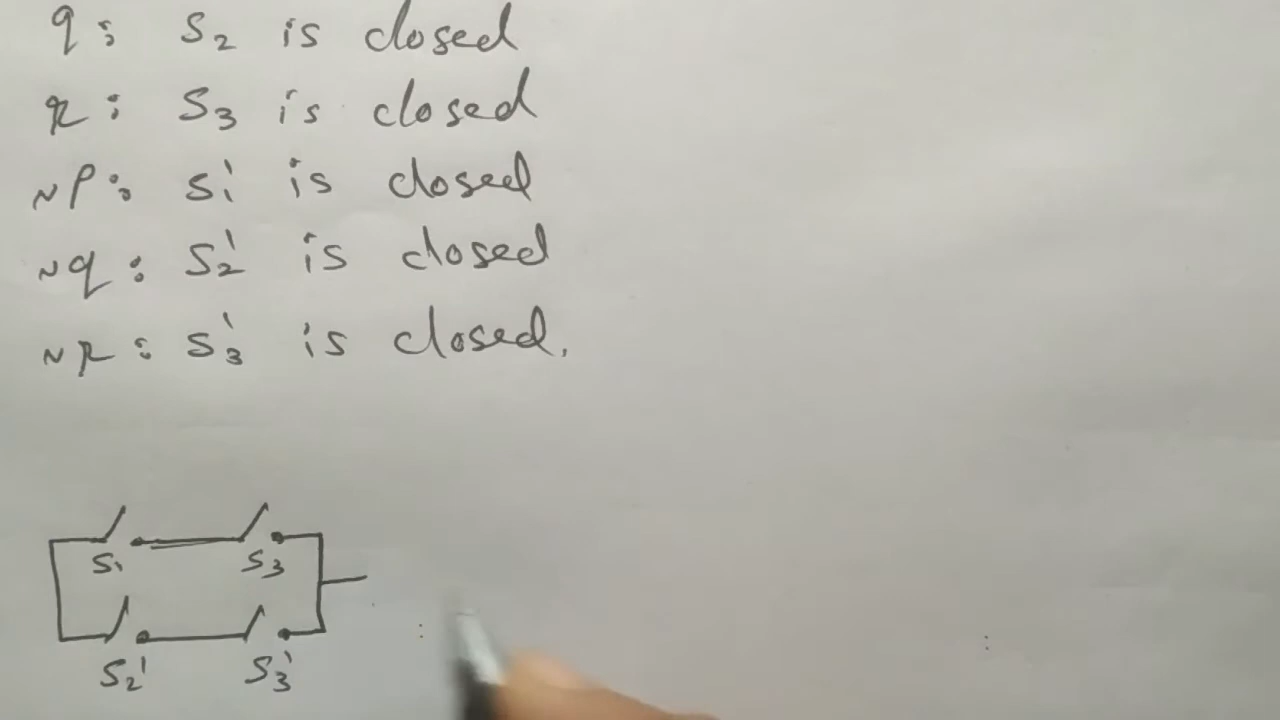 q: S₂ is closed
r: S₃ is closed
~p: S₁' is closed
~q: S₂' is closed
~r: S₃' is closed.
S₁ S₃
S₂' S₃'